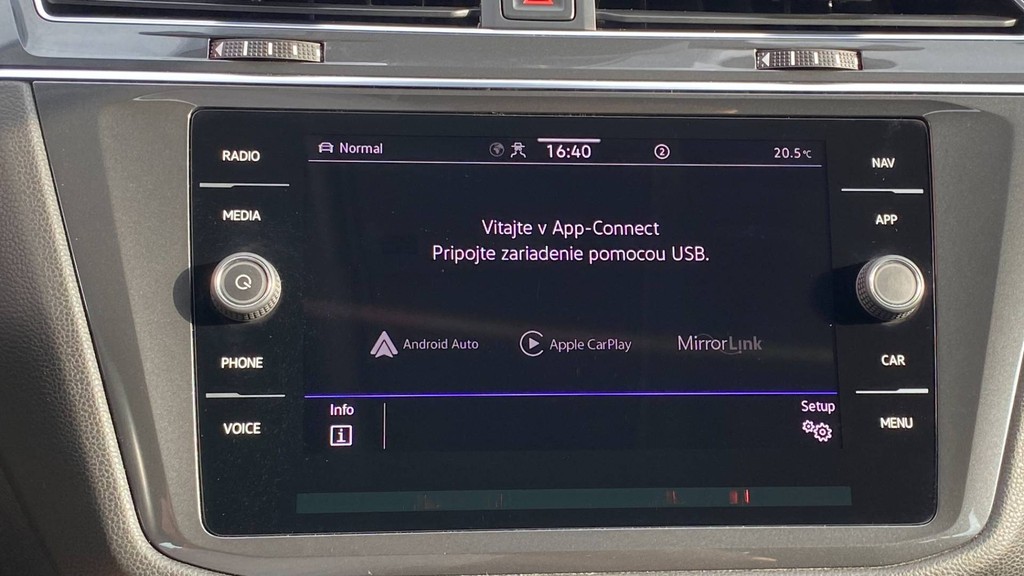 RADIO
MEDIA
PHONE
VOICE
Normal
16:40
2
20.5°C
Vitajte v App-Connect
Pripojte zariadenie pomocou USB.
Android Auto
Apple CarPlay
MirrorLink
Info
Setup
NAV
APP
CAR
MENU